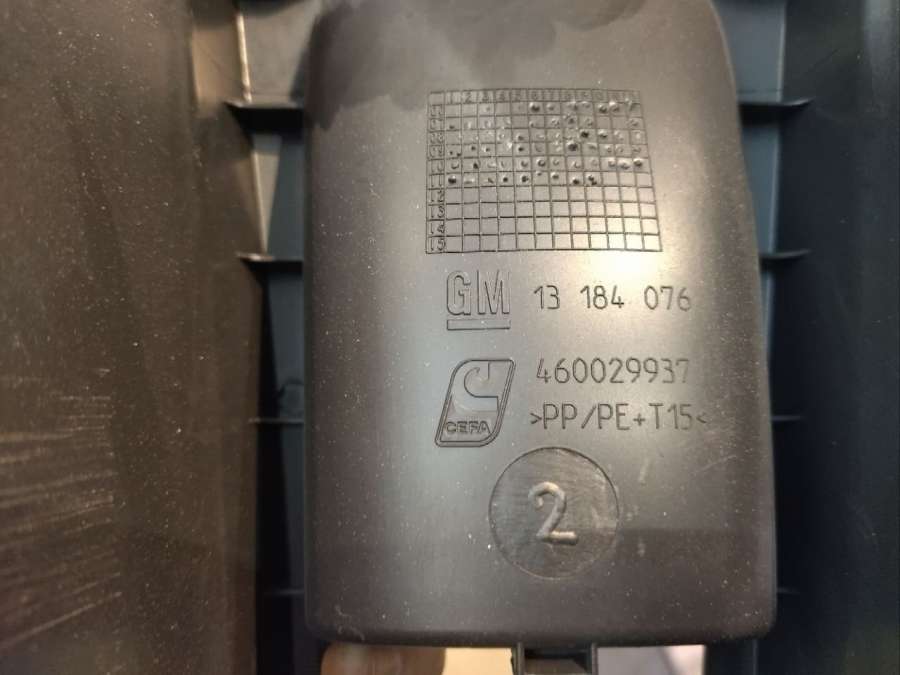 GM 13 184 076
460029937
CEFA >PP/PE+T15<
2